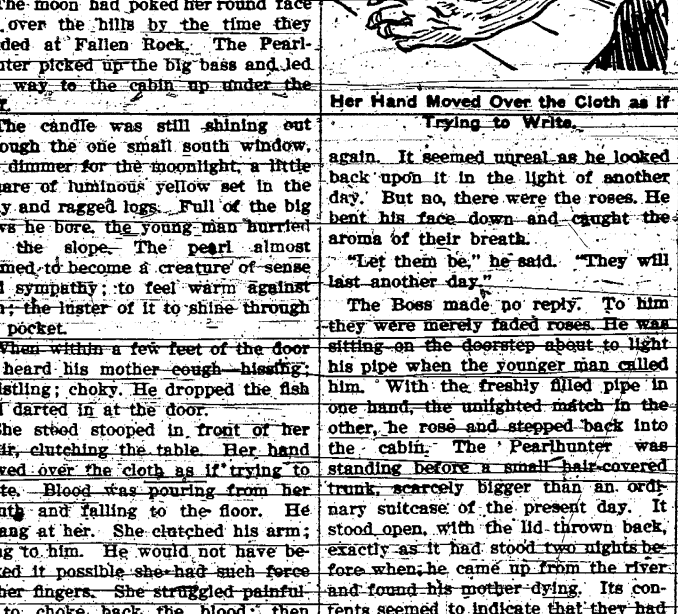 The moon had poked her round face
over the hills by the time they
ded at Fallen Rock. The Pearl-
nter picked up the big bass and led
way to the cabin up under the
r.
The candle was still shining out
ough the one small south window,
dimmer for the moonlight, a little
uare of luminous yellow set in the
y and ragged logs. Full of the big
ws he bore, the young man hurried
the slope. The pearl almost
med to become a creature of sense
d sympathy; to feel warm against
; the luster of it to shine through
pocket.
When within a few feet of the door
heard his mother cough—hissing;
istling; choky. He dropped the fish
d darted in at the door.
She stood stooped in front of her
ir, clutching the table. Her hand
ved over the cloth as if trying to
te. Blood was pouring from her
uth and falling to the floor. He
ang at her. She clutched his arm;
ng to him. He would not have be-
ed it possible she had such force
her fingers. She struggled painful-
to choke back the blood; then
Her Hand Moved Over the Cloth as if
Trying to Write.
again. It seemed unreal as he looked
back upon it in the light of another
day. But no, there were the roses. He
bent his face down and caught the
aroma of their breath.
"Let them be," he said. "They will
last another day."
The Boss made no reply. To him
they were merely faded roses. He was
sitting on the doorstep about to light
his pipe when the younger man called
him. With the freshly filled pipe in
one hand, the unlighted match in the
other, he rose and stepped back into
the cabin. The Pearlhunter was
standing before a small hair-covered
trunk, scarcely bigger than an ordi-
nary suitcase of the present day. It
stood open, with the lid thrown back,
exactly as it had stood two nights be-
fore when he came up from the river
and found his mother dying. Its con-
tents seemed to indicate that they had